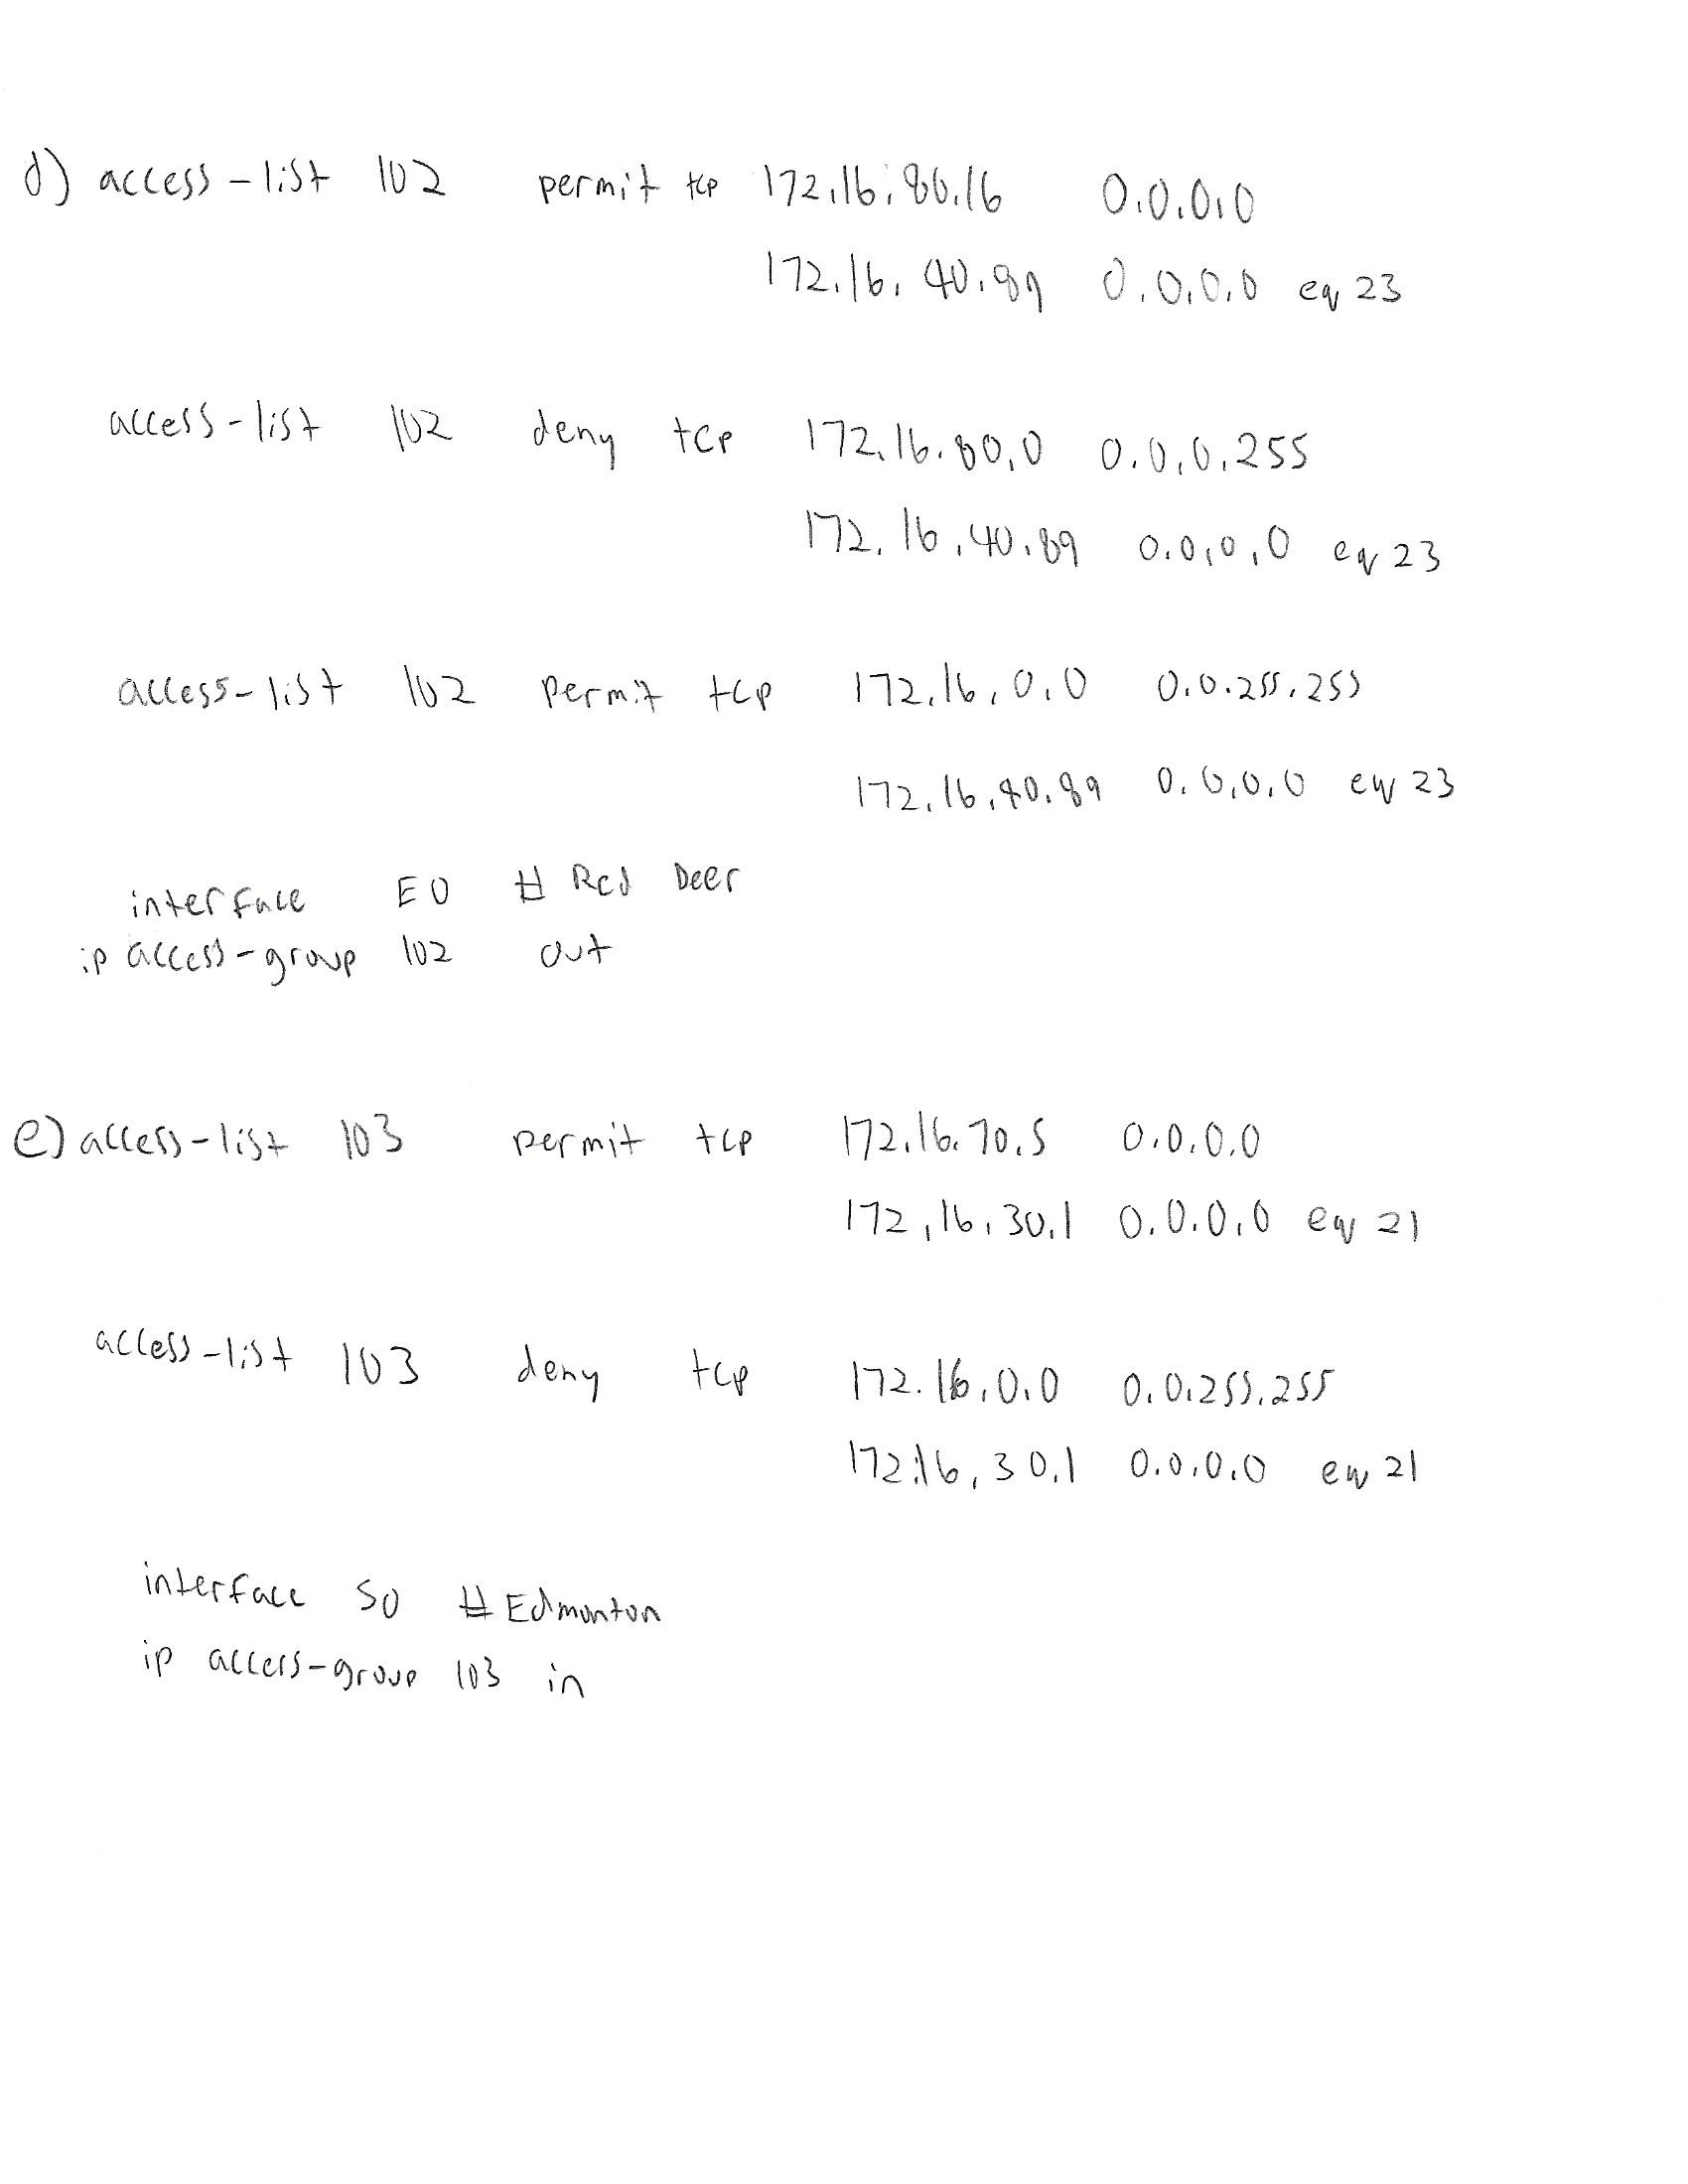 d) access-list 102 permit tcp 172.16.80.16 0.0.0.0
172.16.40.89 0.0.0.0 eq 23
access-list 102 deny tcp 172.16.80.0 0.0.0.255
172.16.40.89 0.0.0.0 eq 23
access-list 102 permit tcp 172.16.0.0 0.0.255.255
172.16.40.89 0.0.0.0 eq 23
interface E0 # Red Deer
ip access-group 102 out
e) access-list 103 permit tcp 172.16.70.5 0.0.0.0
172.16.30.1 0.0.0.0 eq 21
access-list 103 deny tcp 172.16.0.0 0.0.255.255
172.16.30.1 0.0.0.0 eq 21
interface S0 # Edmonton
ip access-group 103 in